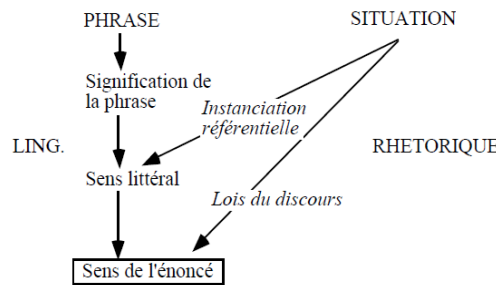 PHRASE
SITUATION
Signification de
la phrase
Instanciation
référentielle
LING.
RHETORIQUE
Sens littéral
Lois du discours
Sens de l'énoncé